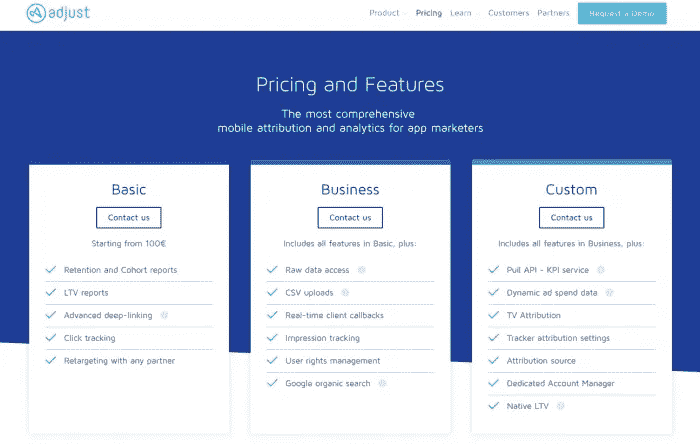 adjust
Product Pricing Learn Customers Partners Request a Demo
Pricing and Features
The most comprehensive
mobile attribution and analytics for app marketers
Basic
Contact us
Starting from 100€
Retention and Cohort reports
LTV reports
Advanced deep-linking
Click tracking
Retargeting with any partner
Business
Contact us
Includes all features in Basic, plus:
Raw data access
CSV uploads
Real-time client callbacks
Impression tracking
User rights management
Google organic search
Custom
Contact us
Includes all features in Business, plus:
Pull API - KPI service
Dynamic ad spend data
TV Attribution
Tracker attribution settings
Attribution source
Dedicated Account Manager
Native LTV